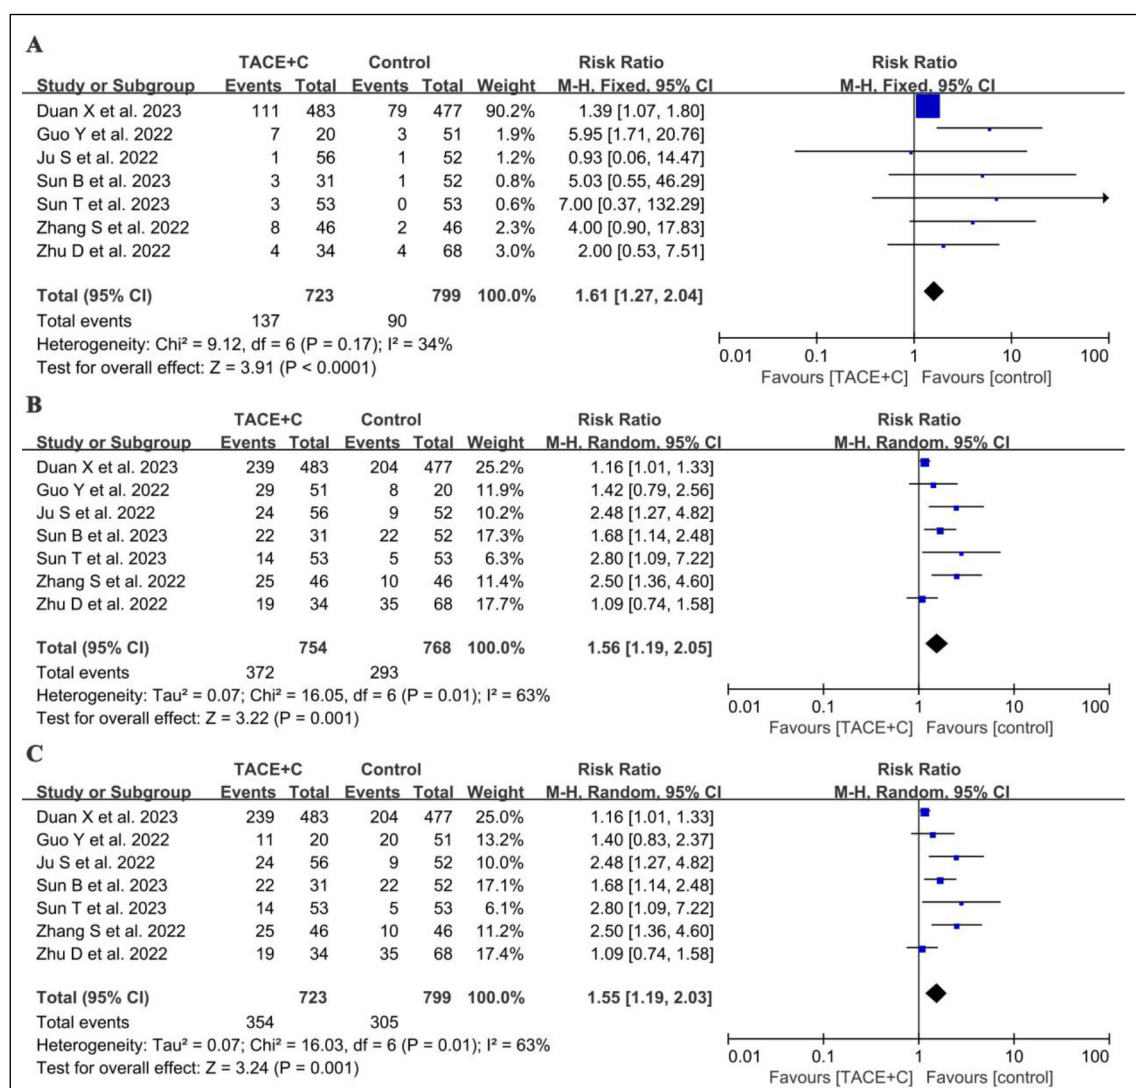 A
TACE+C Control Risk Ratio Risk Ratio
Study or Subgroup Events Total Events Total Weight M-H, Fixed, 95% CI M-H, Fixed, 95% CI
Duan X et al. 2023 111 483 79 477 90.2% 1.39 [1.07, 1.80]
Guo Y et al. 2022 7 20 3 51 1.9% 5.95 [1.71, 20.76]
Ju S et al. 2022 1 56 1 52 1.2% 0.93 [0.06, 14.47]
Sun B et al. 2023 3 31 1 52 0.8% 5.03 [0.55, 46.29]
Sun T et al. 2023 3 53 0 53 0.6% 7.00 [0.37, 132.29]
Zhang S et al. 2022 8 46 2 46 2.3% 4.00 [0.90, 17.83]
Zhu D et al. 2022 4 34 4 68 3.0% 2.00 [0.53, 7.51]
Total (95% CI) 723 799 100.0% 1.61 [1.27, 2.04]
Total events 137 90
Heterogeneity: Chi² = 9.12, df = 6 (P = 0.17); I² = 34%
Test for overall effect: Z = 3.91 (P < 0.0001)
0.01 0.1 1 10 100
Favours [TACE+C] Favours [control]
B
TACE+C Control Risk Ratio Risk Ratio
Study or Subgroup Events Total Events Total Weight M-H, Random, 95% CI M-H, Random, 95% CI
Duan X et al. 2023 239 483 204 477 25.2% 1.16 [1.01, 1.33]
Guo Y et al. 2022 29 51 8 20 11.9% 1.42 [0.79, 2.56]
Ju S et al. 2022 24 56 9 52 10.2% 2.48 [1.27, 4.82]
Sun B et al. 2023 22 31 22 52 17.3% 1.68 [1.14, 2.48]
Sun T et al. 2023 14 53 5 53 6.3% 2.80 [1.09, 7.22]
Zhang S et al. 2022 25 46 10 46 11.4% 2.50 [1.36, 4.60]
Zhu D et al. 2022 19 34 35 68 17.7% 1.09 [0.74, 1.58]
Total (95% CI) 754 768 100.0% 1.56 [1.19, 2.05]
Total events 372 293
Heterogeneity: Tau² = 0.07; Chi² = 16.05, df = 6 (P = 0.01); I² = 63%
Test for overall effect: Z = 3.22 (P = 0.001)
0.01 0.1 1 10 100
Favours [TACE+C] Favours [control]
C
TACE+C Control Risk Ratio Risk Ratio
Study or Subgroup Events Total Events Total Weight M-H, Random, 95% CI M-H, Random, 95% CI
Duan X et al. 2023 239 483 204 477 25.0% 1.16 [1.01, 1.33]
Guo Y et al. 2022 11 20 20 51 13.2% 1.40 [0.83, 2.37]
Ju S et al. 2022 24 56 9 52 10.0% 2.48 [1.27, 4.82]
Sun B et al. 2023 22 31 22 52 17.1% 1.68 [1.14, 2.48]
Sun T et al. 2023 14 53 5 53 6.1% 2.80 [1.09, 7.22]
Zhang S et al. 2022 25 46 10 46 11.2% 2.50 [1.36, 4.60]
Zhu D et al. 2022 19 34 35 68 17.4% 1.09 [0.74, 1.58]
Total (95% CI) 723 799 100.0% 1.55 [1.19, 2.03]
Total events 354 305
Heterogeneity: Tau² = 0.07; Chi² = 16.03, df = 6 (P = 0.01); I² = 63%
Test for overall effect: Z = 3.24 (P = 0.001)
0.01 0.1 1 10 100
Favours [TACE+C] Favours [control]